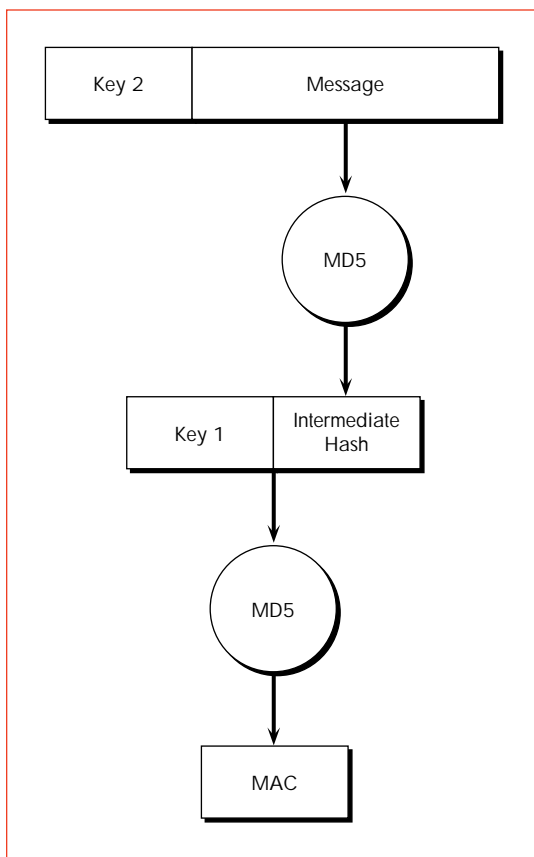 Key 2
Message
MD5
Key 1
Intermediate
Hash
MD5
MAC